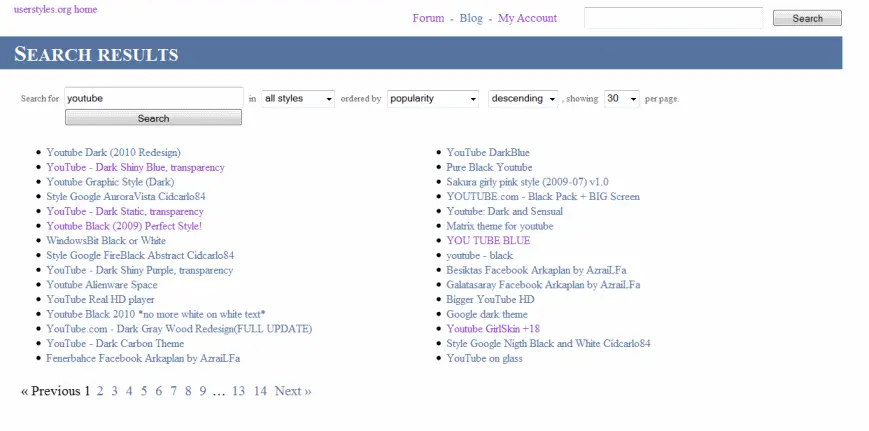 userstyles.org home
Forum - Blog - My Account
Search
SEARCH RESULTS
Search for youtube in all styles ordered by popularity descending , showing 30 per page.
Search
Youtube Dark (2010 Redesign)
YouTube - Dark Shiny Blue, transparency
Youtube Graphic Style (Dark)
Style Google AuroraVista Cidcarlo84
YouTube - Dark Static, transparency
Youtube Black (2009) Perfect Style!
WindowsBit Black or White
Style Google FireBlack Abstract Cidcarlo84
YouTube - Dark Shiny Purple, transparency
Youtube Alienware Space
YouTube Real HD player
Youtube Black 2010 *no more white on white text*
YouTube.com - Dark Gray Wood Redesign(FULL UPDATE)
YouTube - Dark Carbon Theme
Fenerbahce Facebook Arkaplan by AzraiLFa
YouTube DarkBlue
Pure Black Youtube
Sakura girly pink style (2009-07) v1.0
YOUTUBE.com - Black Pack + BIG Screen
Youtube: Dark and Sensual
Matrix theme for youtube
YOU TUBE BLUE
youtube - black
Besiktas Facebook Arkaplan by AzraiLFa
Galatasaray Facebook Arkaplan by AzraiLFa
Bigger YouTube HD
Google dark theme
Youtube GirlSkin +18
Style Google Nigth Black and White Cidcarlo84
YouTube on glass
« Previous 1 2 3 4 5 6 7 8 9 … 13 14 Next »